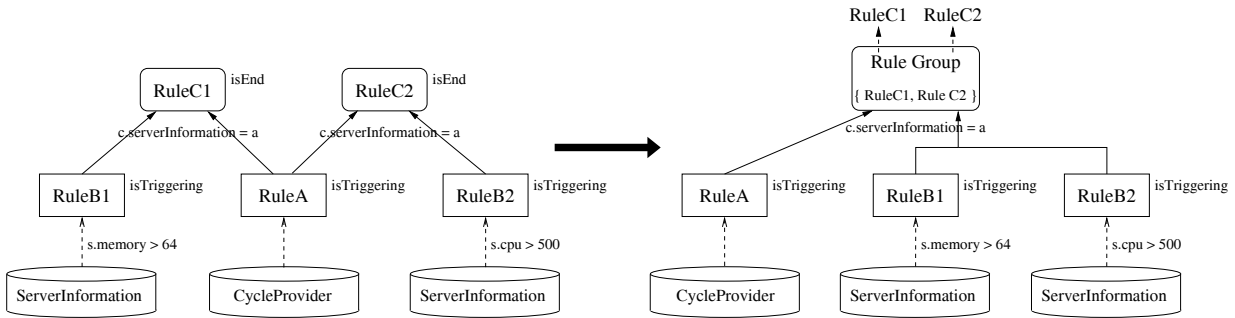 RuleC1 RuleC2
RuleC1 isEnd RuleC2 isEnd Rule Group
{ RuleC1, Rule C2 }
c.serverInformation = a c.serverInformation = a c.serverInformation = a
RuleB1 isTriggering RuleA isTriggering RuleB2 isTriggering RuleA isTriggering RuleB1 isTriggering RuleB2 isTriggering
s.memory > 64 s.cpu > 500 s.memory > 64 s.cpu > 500
ServerInformation CycleProvider ServerInformation CycleProvider ServerInformation ServerInformation